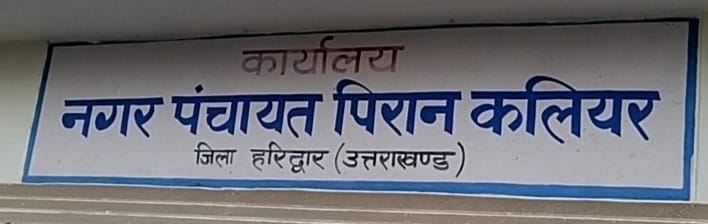 कार्यालय
नगर पंचायत पिरान कलियर
जिला हरिद्वार (उत्तराखण्ड)